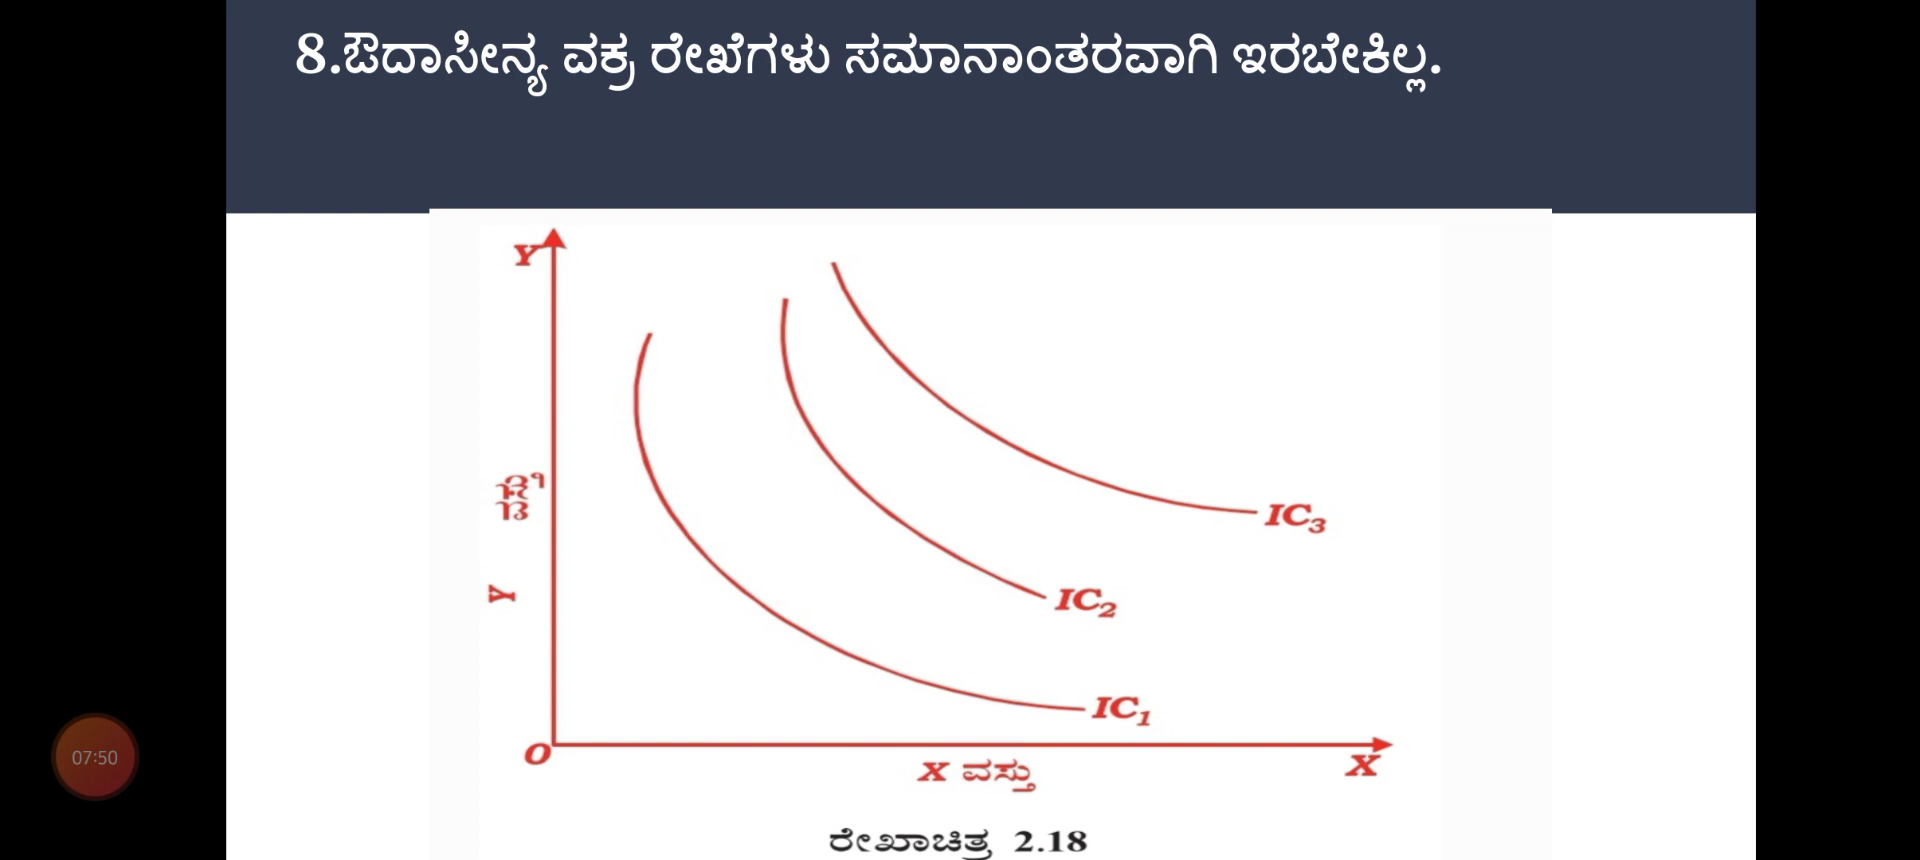 8.ಔದಾಸೀನ್ಯ ವಕ್ರ ರೇಖೆಗಳು ಸಮಾನಾಂತರವಾಗಿ ಇರಬೇಕಿಲ್ಲ.
Y
IC3
Y
IC2
IC1
07:50
O
X ವಸ್ತು
X
ರೇಖಾಚಿತ್ರ 2.18